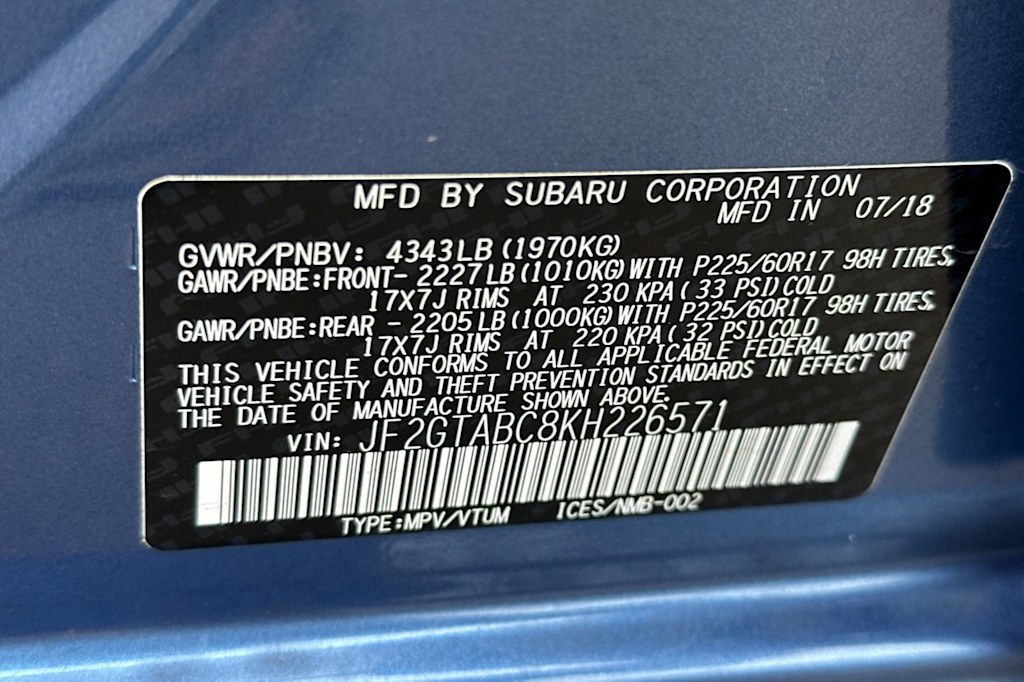 MFD BY SUBARU CORPORATION
MFD IN 07/18
GVWR/PNBV: 4343LB (1970KG)
GAWR/PNBE:FRONT- 2227LB (1010KG) WITH P225/60R17 98H TIRES,
17X7J RIMS AT 230 KPA ( 33 PSI) COLD
GAWR/PNBE:REAR - 2205LB (1000KG) WITH P225/60R17 98H TIRES,
17X7J RIMS AT 220 KPA ( 32 PSI) COLD
THIS VEHICLE CONFORMS TO ALL APPLICABLE FEDERAL MOTOR
VEHICLE SAFETY AND THEFT PREVENTION STANDARDS IN EFFECT ON
THE DATE OF MANUFACTURE SHOWN ABOVE.
VIN: JF2GTABC8KH226571
TYPE:MPV/VTUM ICES/NMB-002